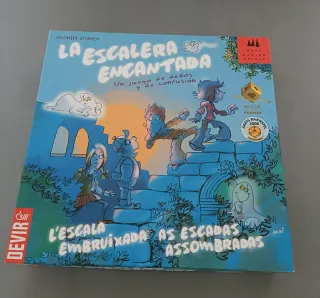 LA ESCALERA
ENCANTADA
Un juego de dados
y de confusión
DEVIR
L'ESCALA
EMBRUIXADA
AS ESCADAS
ASSOMBRADAS